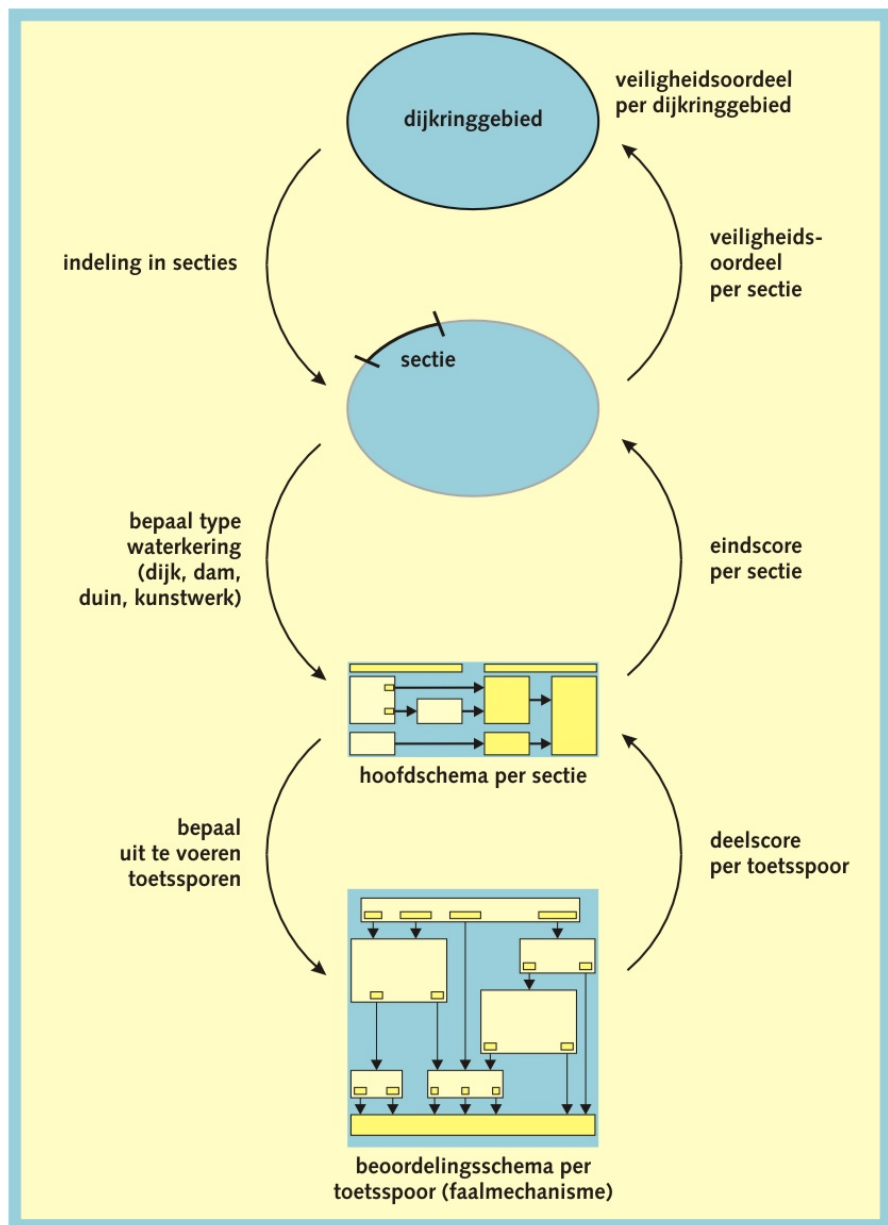 dijkringgebied
veiligheidsoordeel
per dijkringgebied
indeling in secties
veiligheids-
oordeel
per sectie
sectie
bepaal type
waterkering
(dijk, dam,
duin, kunstwerk)
eindscore
per sectie
hoofdschema per sectie
bepaal
uit te voeren
toetssporen
deelscore
per toetsspoor
beoordelingsschema per
toetsspoor (faalmechanisme)